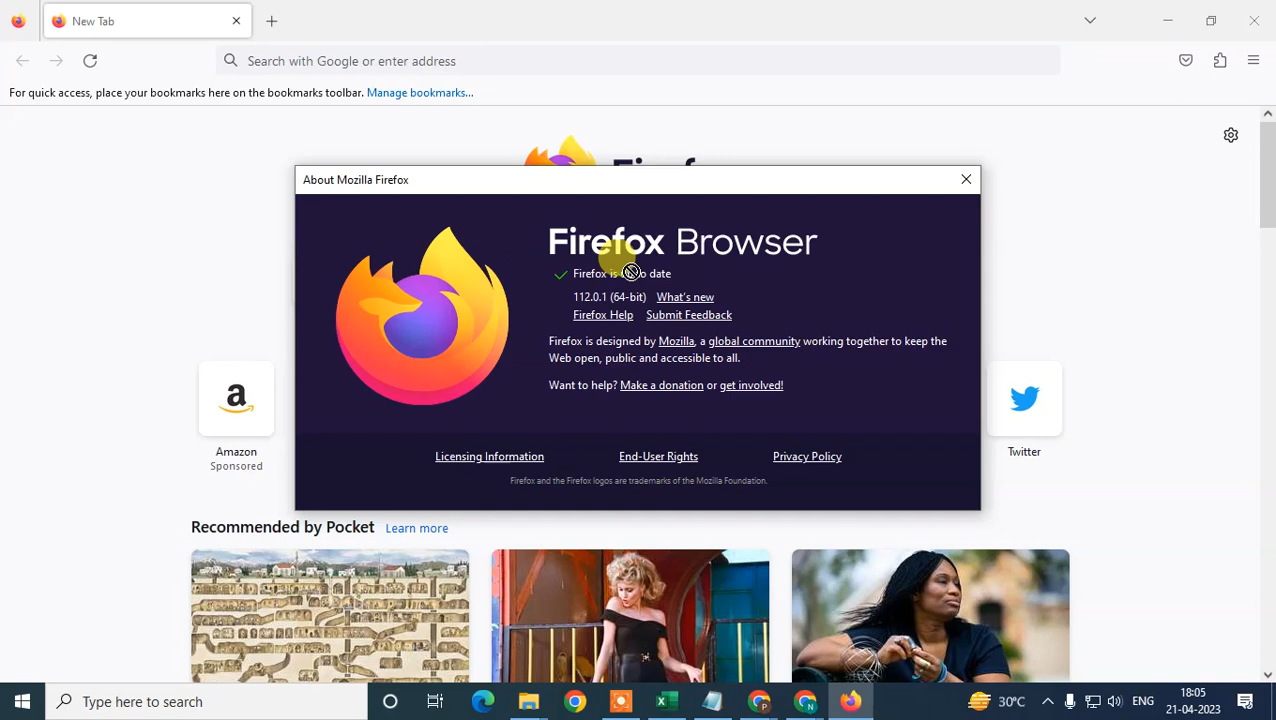 New Tab
Search with Google or enter address
For quick access, place your bookmarks here on the bookmarks toolbar. Manage bookmarks...
About Mozilla Firefox
Firefox Browser
Firefox is date
112.0.1 (64-bit) What's new
Firefox Help Submit Feedback
Firefox is designed by Mozilla, a global community working together to keep the
Web open, public and accessible to all.
Want to help? Make a donation or get involved!
Amazon
Sponsored
Twitter
Licensing Information End-User Rights Privacy Policy
Firefox and the Firefox logos are trademarks of the Mozilla Foundation.
Recommended by Pocket Learn more
Type here to search
30°C
ENG
18:05
21-04-2023